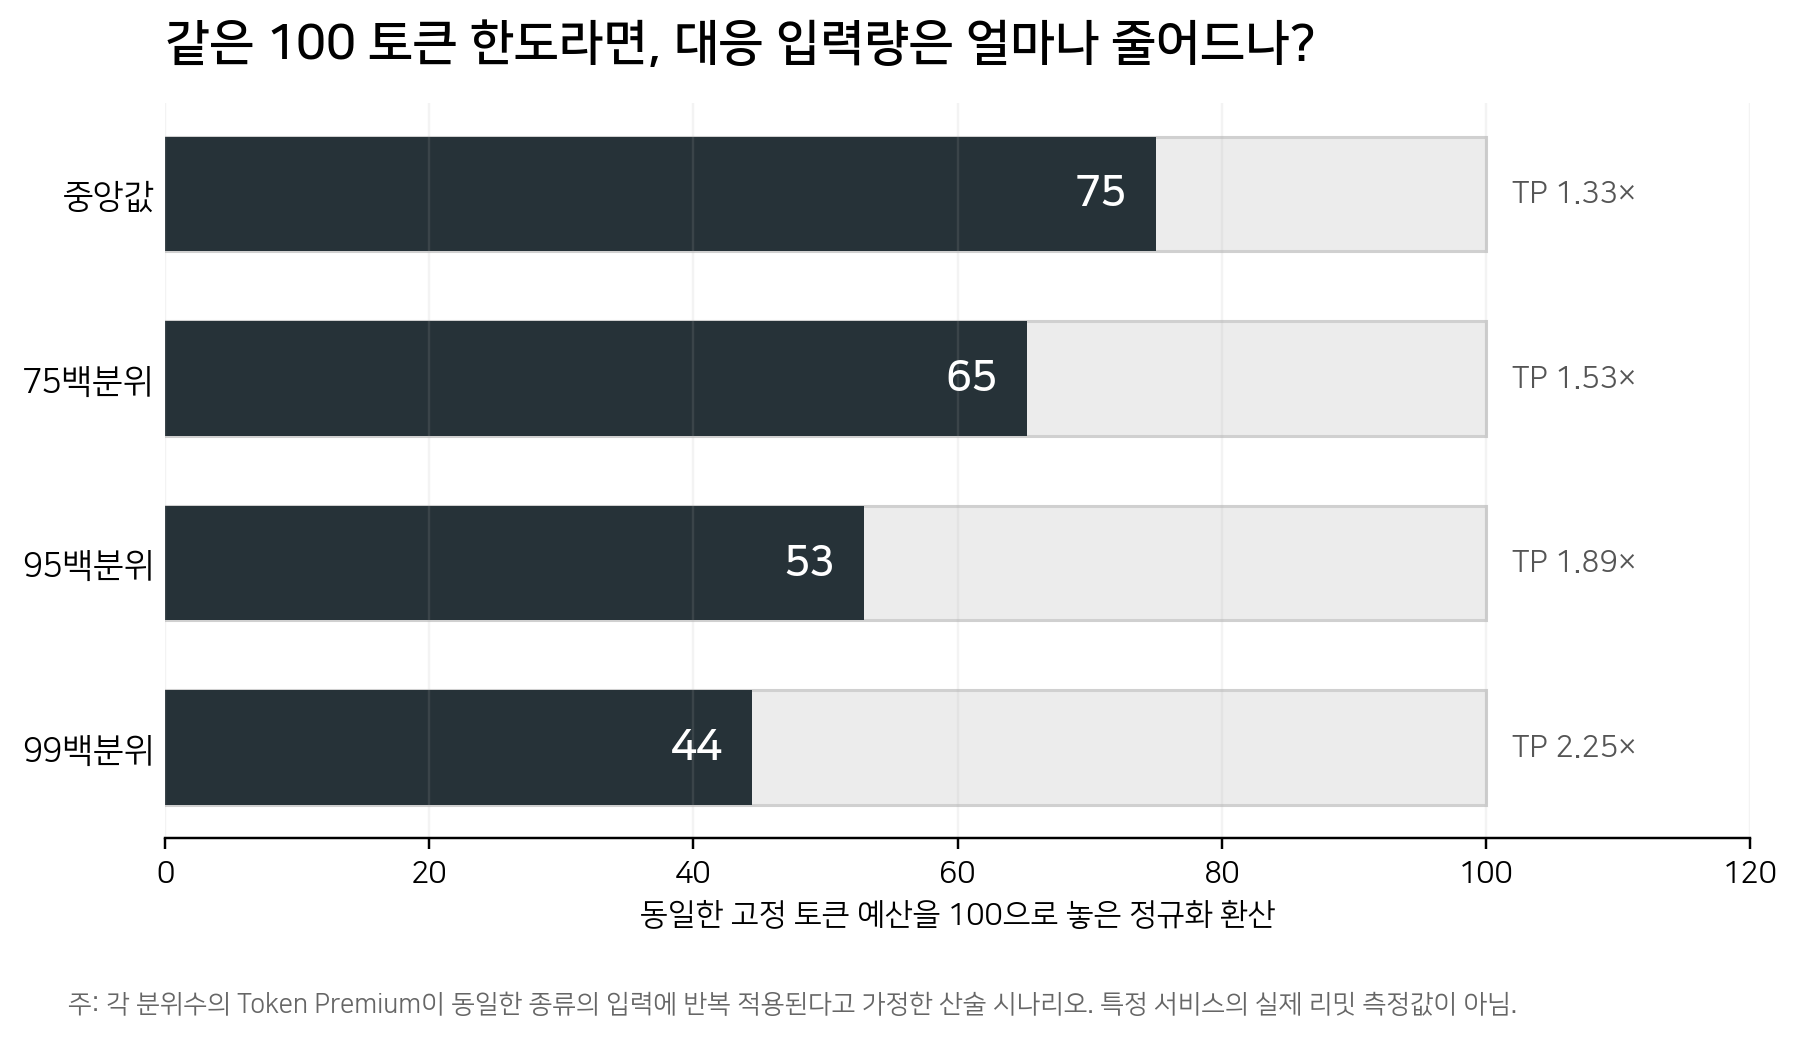 같은 100 토큰 한도라면, 대응 입력량은 얼마나 줄어드나?
중앙값 75 TP 1.33×
75백분위 65 TP 1.53×
95백분위 53 TP 1.89×
99백분위 44 TP 2.25×
0 20 40 60 80 100 120
동일한 고정 토큰 예산을 100으로 놓은 정규화 환산
주: 각 분위수의 Token Premium이 동일한 종류의 입력에 반복 적용된다고 가정한 산술 시나리오. 특정 서비스의 실제 리밋 측정값이 아님.